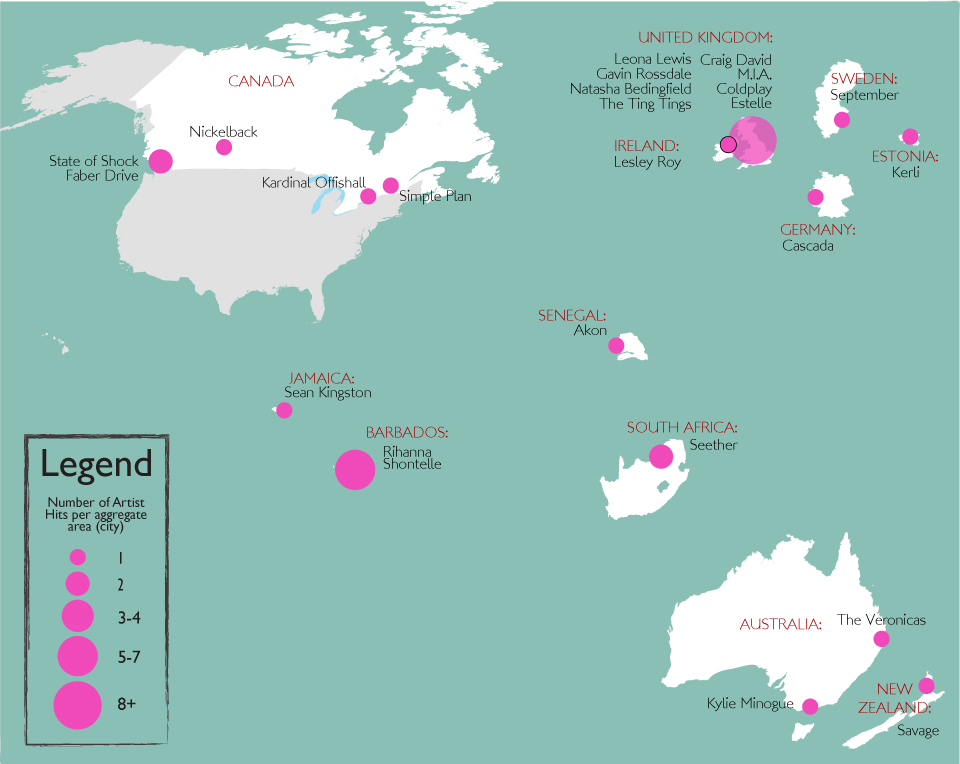 UNITED KINGDOM:
Leona Lewis
Gavin Rossdale
Natasha Bedingfield
The Ting Tings
Craig David
M.I.A.
Coldplay
Estelle
SWEDEN:
September
CANADA
Nickelback
State of Shock
Faber Drive
Kardinal Offishall
Simple Plan
IRELAND:
Lesley Roy
ESTONIA:
Kerli
GERMANY:
Cascada
SENEGAL:
Akon
JAMAICA:
Sean Kingston
BARBADOS:
Rihanna
Shontelle
SOUTH AFRICA:
Seether
Legend
Number of Artist
Hits per aggregate
area (city)
1
2
3-4
5-7
8+
AUSTRALIA:
The Veronicas
Kylie Minogue
NEW
ZEALAND:
Savage